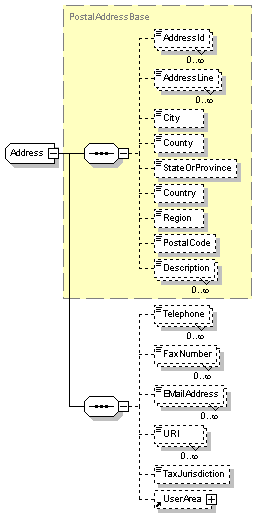 PostalAddressBase
AddressId
0..∞
AddressLine
0..∞
City
Address
County
StateOrProvince
Country
Region
PostalCode
Description
0..∞
Telephone
0..∞
FaxNumber
0..∞
EMailAddress
0..∞
URI
0..∞
TaxJurisdiction
UserArea